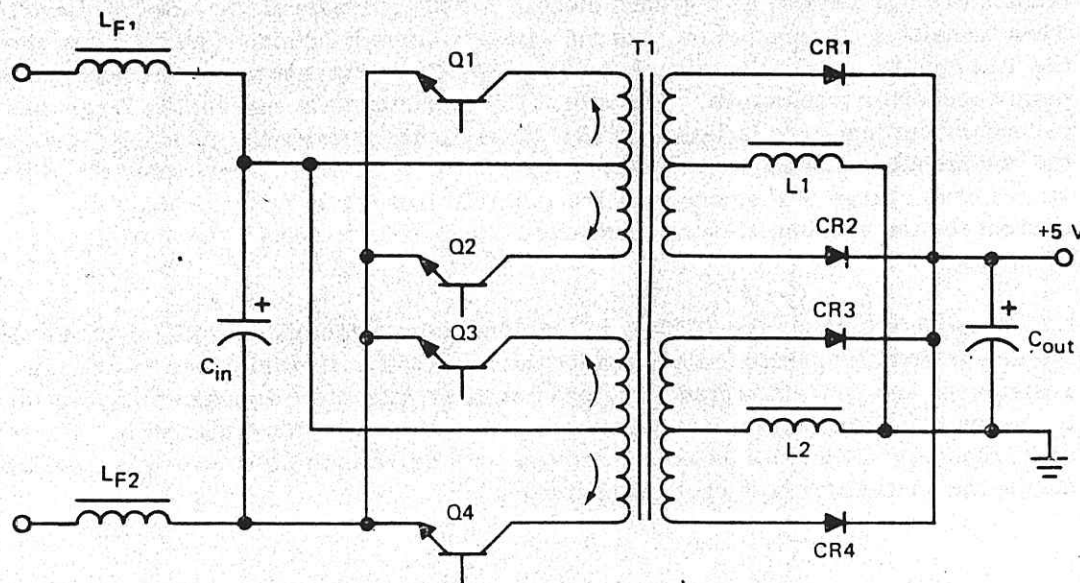 LF1
Q1
T1
CR1
L1
Q2
CR2
+5 V
+
Cin
Q3
CR3
+
Cout
LF2
L2
Q4
CR4